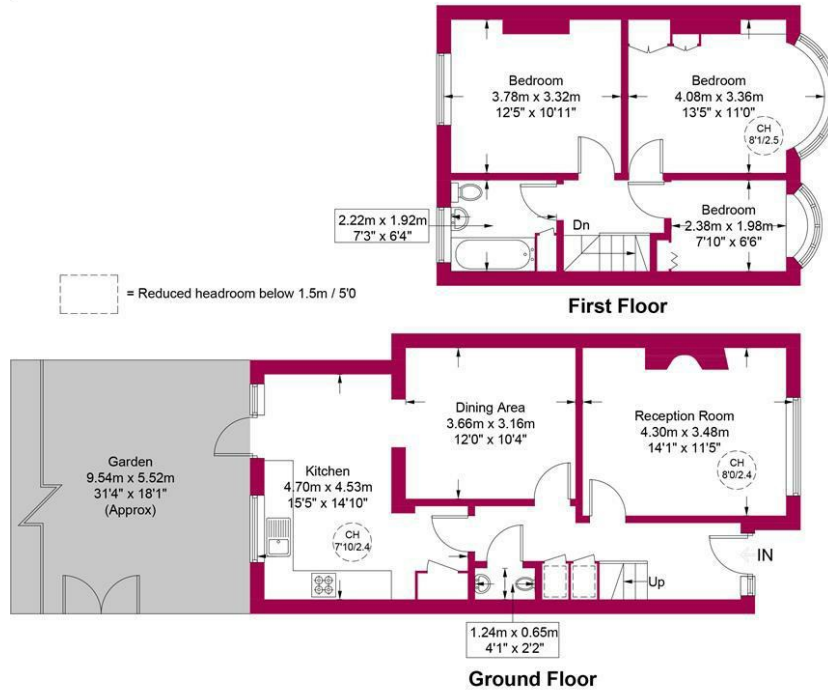 Bedroom
3.78m x 3.32m
12'5" x 10'11"
Bedroom
4.08m x 3.36m
13'5" x 11'0"
CH
8'1/2.5
2.22m x 1.92m
7'3" x 6'4"
Dn
Bedroom
2.38m x 1.98m
7'10" x 6'6"
= Reduced headroom below 1.5m / 5'0
First Floor
Garden
9.54m x 5.52m
31'4" x 18'1"
(Approx)
Kitchen
4.70m x 4.53m
15'5" x 14'10"
CH
7'10/2.4
Dining Area
3.66m x 3.16m
12'0" x 10'4"
Reception Room
4.30m x 3.48m
14'1" x 11'5"
CH
8'0/2.4
IN
Up
1.24m x 0.65m
4'1" x 2'2"
Ground Floor